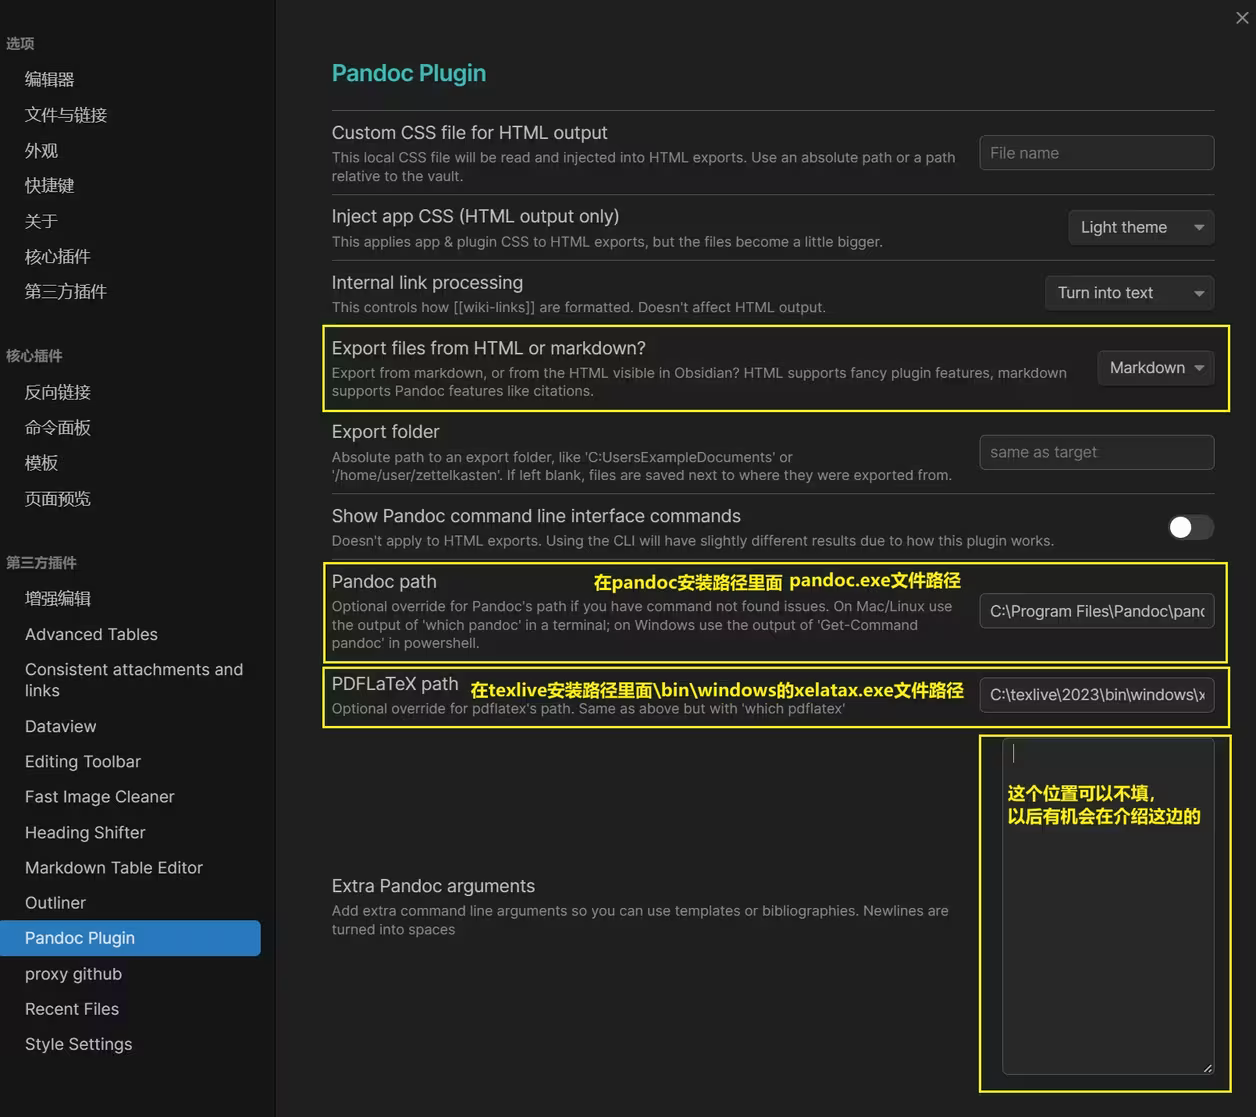 选项
编辑器
文件与链接
外观
快捷键
关于
核心插件
第三方插件
核心插件
反向链接
命令面板
模板
页面预览
第三方插件
增强编辑
Advanced Tables
Consistent attachments and
links
Dataview
Editing Toolbar
Fast Image Cleaner
Heading Shifter
Markdown Table Editor
Outliner
Pandoc Plugin
proxy github
Recent Files
Style Settings
Pandoc Plugin
Custom CSS file for HTML output
This local CSS file will be read and injected into HTML exports. Use an absolute path or a path
relative to the vault.
File name
Inject app CSS (HTML output only)
This applies app & plugin CSS to HTML exports, but the files become a little bigger.
Light theme
Internal link processing
This controls how [[wiki-links]] are formatted. Doesn't affect HTML output.
Turn into text
Export files from HTML or markdown?
Export from markdown, or from the HTML visible in Obsidian? HTML supports fancy plugin features, markdown
supports Pandoc features like citations.
Markdown
Export folder
Absolute path to an export folder, like 'C:UsersExampleDocuments' or
'/home/user/zettelkasten'. If left blank, files are saved next to where they were exported from.
same as target
Show Pandoc command line interface commands
Doesn't apply to HTML exports. Using the CLI will have slightly different results due to how this plugin works.
Pandoc path
在pandoc安装路径里面 pandoc.exe文件路径
Optional override for Pandoc's path if you have command not found issues. On Mac/Linux use
the output of 'which pandoc' in a terminal; on Windows use the output of 'Get-Command
pandoc' in powershell.
C:\Program Files\Pandoc\panc
PDFLaTeX path
在texlive安装路径里面\bin\windows的xelatax.exe文件路径
Optional override for pdflatex's path. Same as above but with 'which pdflatex'
C:\texlive\2023\bin\windows\x
这个位置可以不填，
以后有机会在介绍这边的
Extra Pandoc arguments
Add extra command line arguments so you can use templates or bibliographies. Newlines are
turned into spaces